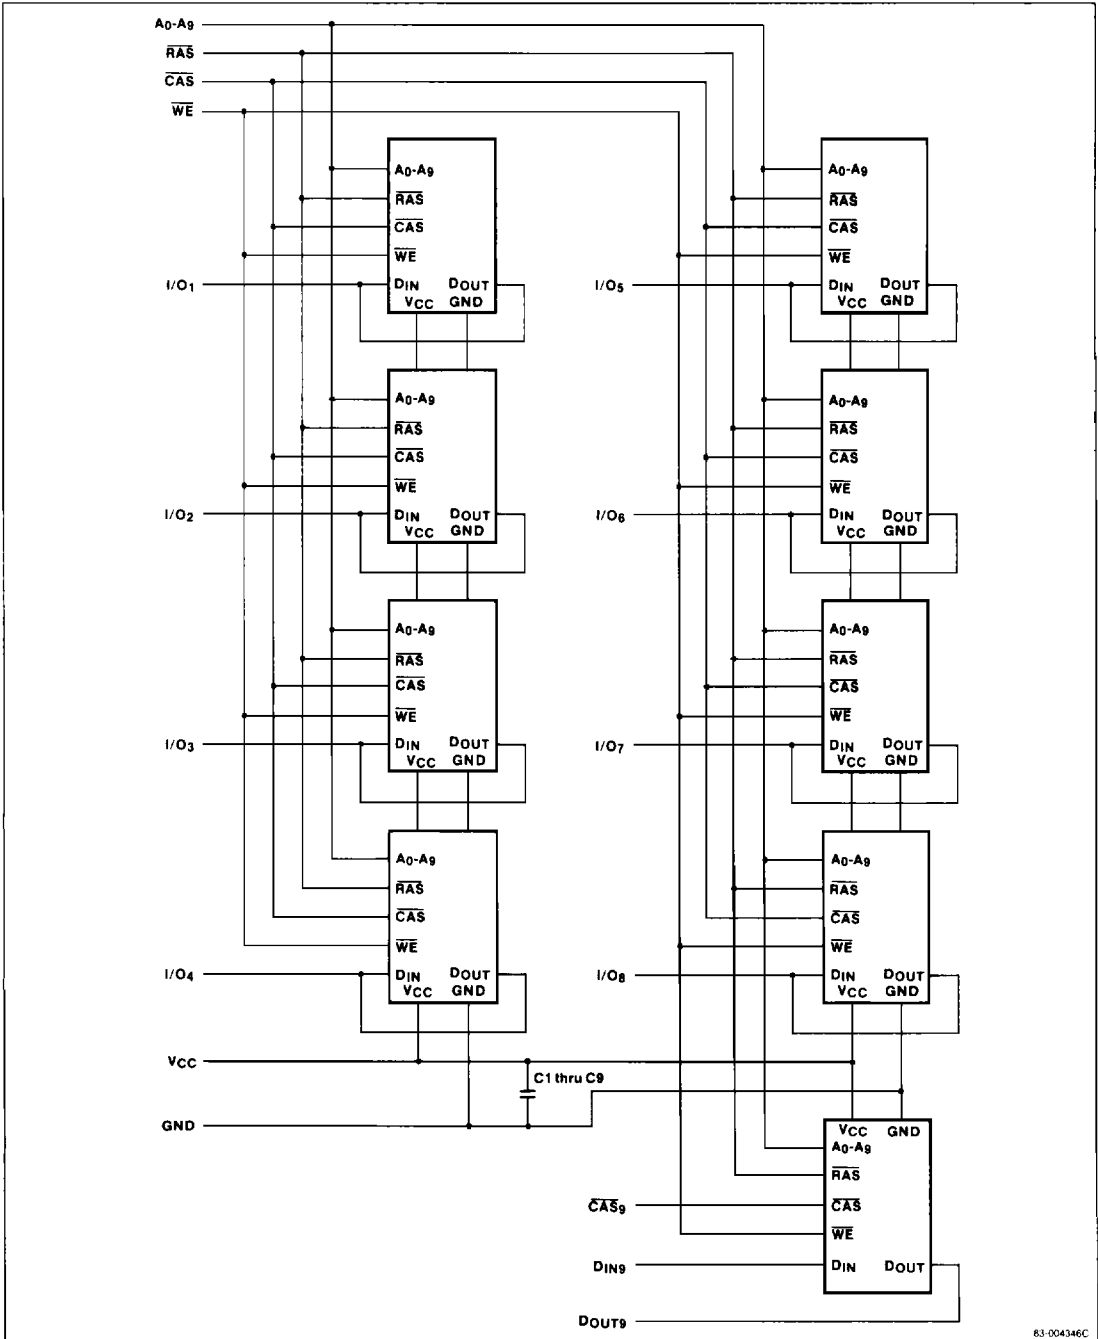 A0-A9
RAS
CAS
WE
A0-A9
RAS
CAS
WE
I/O1
DIN
DOUT
VCC
GND
A0-A9
RAS
CAS
WE
I/O5
DIN
DOUT
VCC
GND
A0-A9
RAS
CAS
WE
I/O2
DIN
DOUT
VCC
GND
A0-A9
RAS
CAS
WE
I/O6
DIN
DOUT
VCC
GND
A0-A9
RAS
CAS
WE
I/O3
DIN
DOUT
VCC
GND
A0-A9
RAS
CAS
WE
I/O7
DIN
DOUT
VCC
GND
A0-A9
RAS
CAS
WE
I/O4
DIN
DOUT
VCC
GND
A0-A9
RAS
CAS
WE
I/O8
DIN
DOUT
VCC
GND
VCC
C1 thru C9
GND
VCC
GND
A0-A9
RAS
CAS9
CAS
WE
DIN9
DIN
DOUT
DOUT9
83-004346C